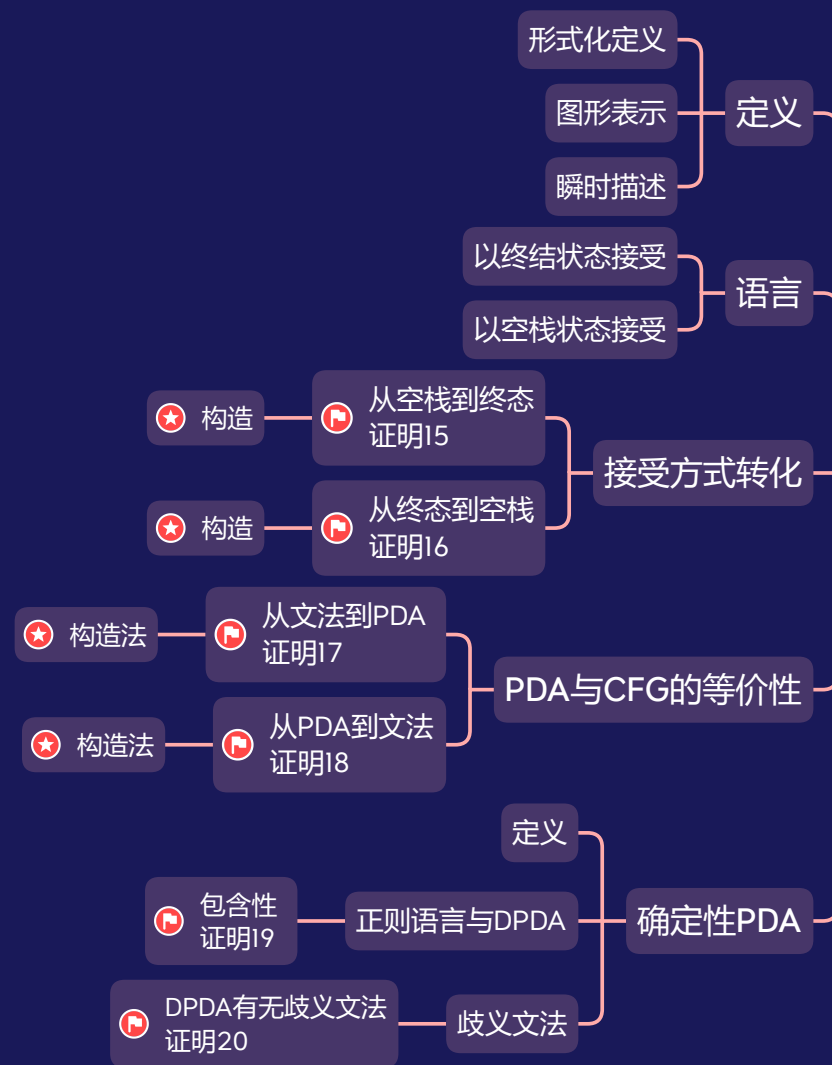 形式化定义
图形表示
定义
瞬时描述
以终结状态接受
语言
以空栈状态接受
从空栈到终态
证明15
构造
接受方式转化
从终态到空栈
证明16
构造
从文法到PDA
证明17
构造法
PDA与CFG的等价性
从PDA到文法
证明18
构造法
定义
包含性
证明19
正则语言与DPDA
确定性PDA
DPDA有无歧义文法
证明20
歧义文法